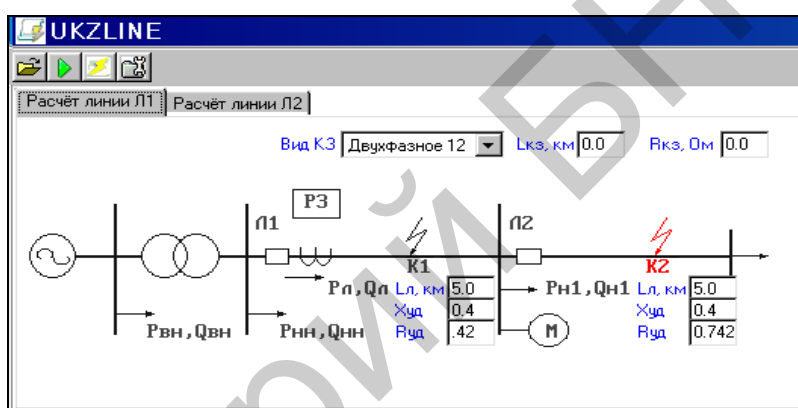 UKZLINE
Расчёт линии Л1 Расчёт линии Л2
Вид КЗ Двухфазное 12 Lкз, км 0.0 Rкз, Ом 0.0
РЗ
Л1 Л2
К1 К2
Рл,Qл Lл, км 5.0 Рн1,Qн1 Lл, км 5.0
Худ 0.4 Худ 0.4
Рвн,Qвн Рнн,Qнн Rуд .42 М Rуд 0.742
рий БН